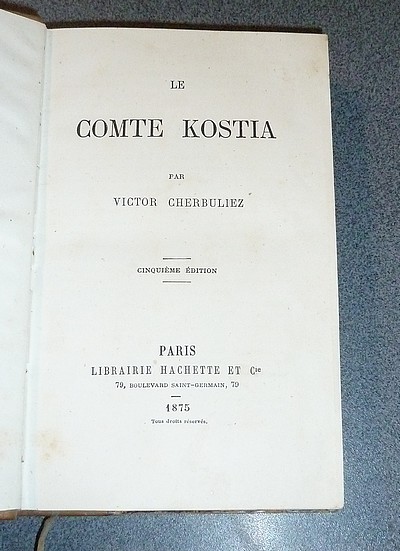 LE
COMTE KOSTIA
PAR
VICTOR CHERBULIEZ
CINQUIÈME ÉDITION
PARIS
LIBRAIRIE HACHETTE ET Cie
79, BOULEVARD SAINT-GERMAIN, 79
1875
Tous droits réservés.